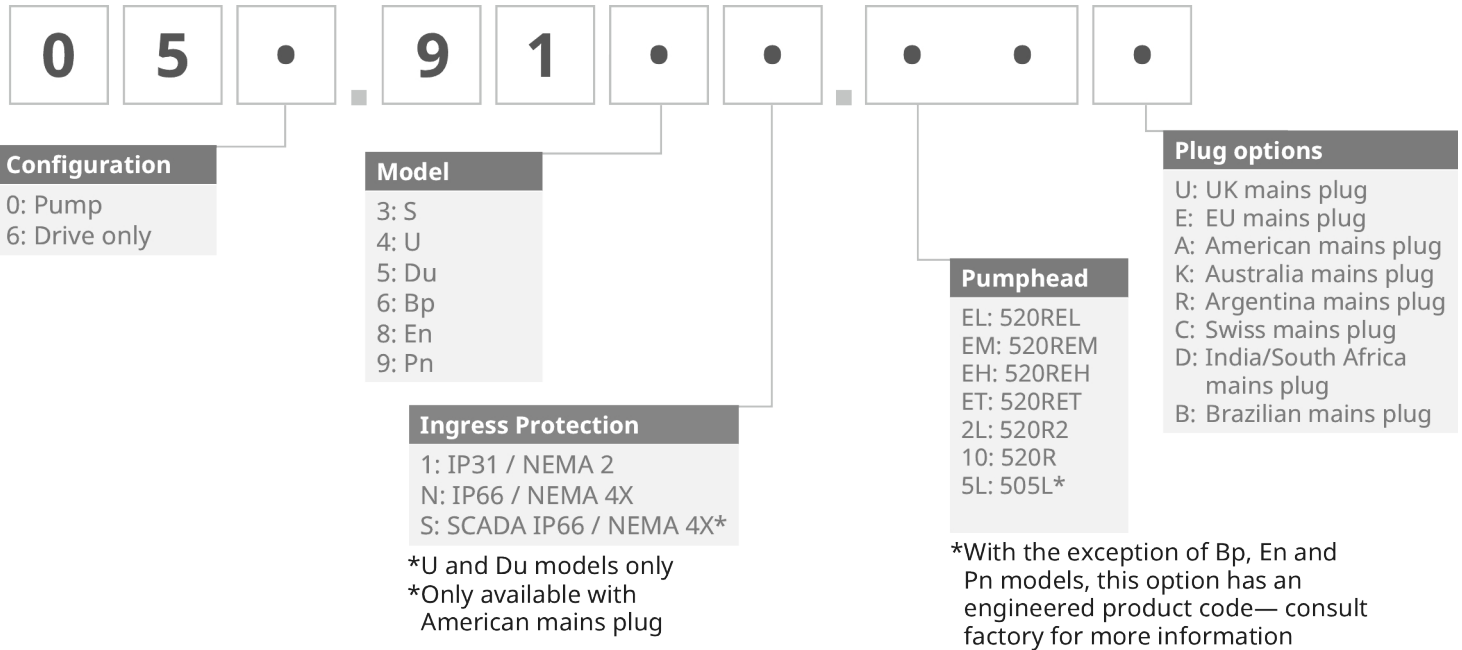 0 5 • . 9 1 • • . • • •
Configuration
0: Pump
6: Drive only
Model
3: S
4: U
5: Du
6: Bp
8: En
9: Pn
Ingress Protection
1: IP31 / NEMA 2
N: IP66 / NEMA 4X
S: SCADA IP66 / NEMA 4X*
*U and Du models only
*Only available with
American mains plug
Pumphead
EL: 520REL
EM: 520REM
EH: 520REH
ET: 520RET
2L: 520R2
10: 520R
5L: 505L*
*With the exception of Bp, En and
Pn models, this option has an
engineered product code— consult
factory for more information
Plug options
U: UK mains plug
E: EU mains plug
A: American mains plug
K: Australia mains plug
R: Argentina mains plug
C: Swiss mains plug
D: India/South Africa
mains plug
B: Brazilian mains plug